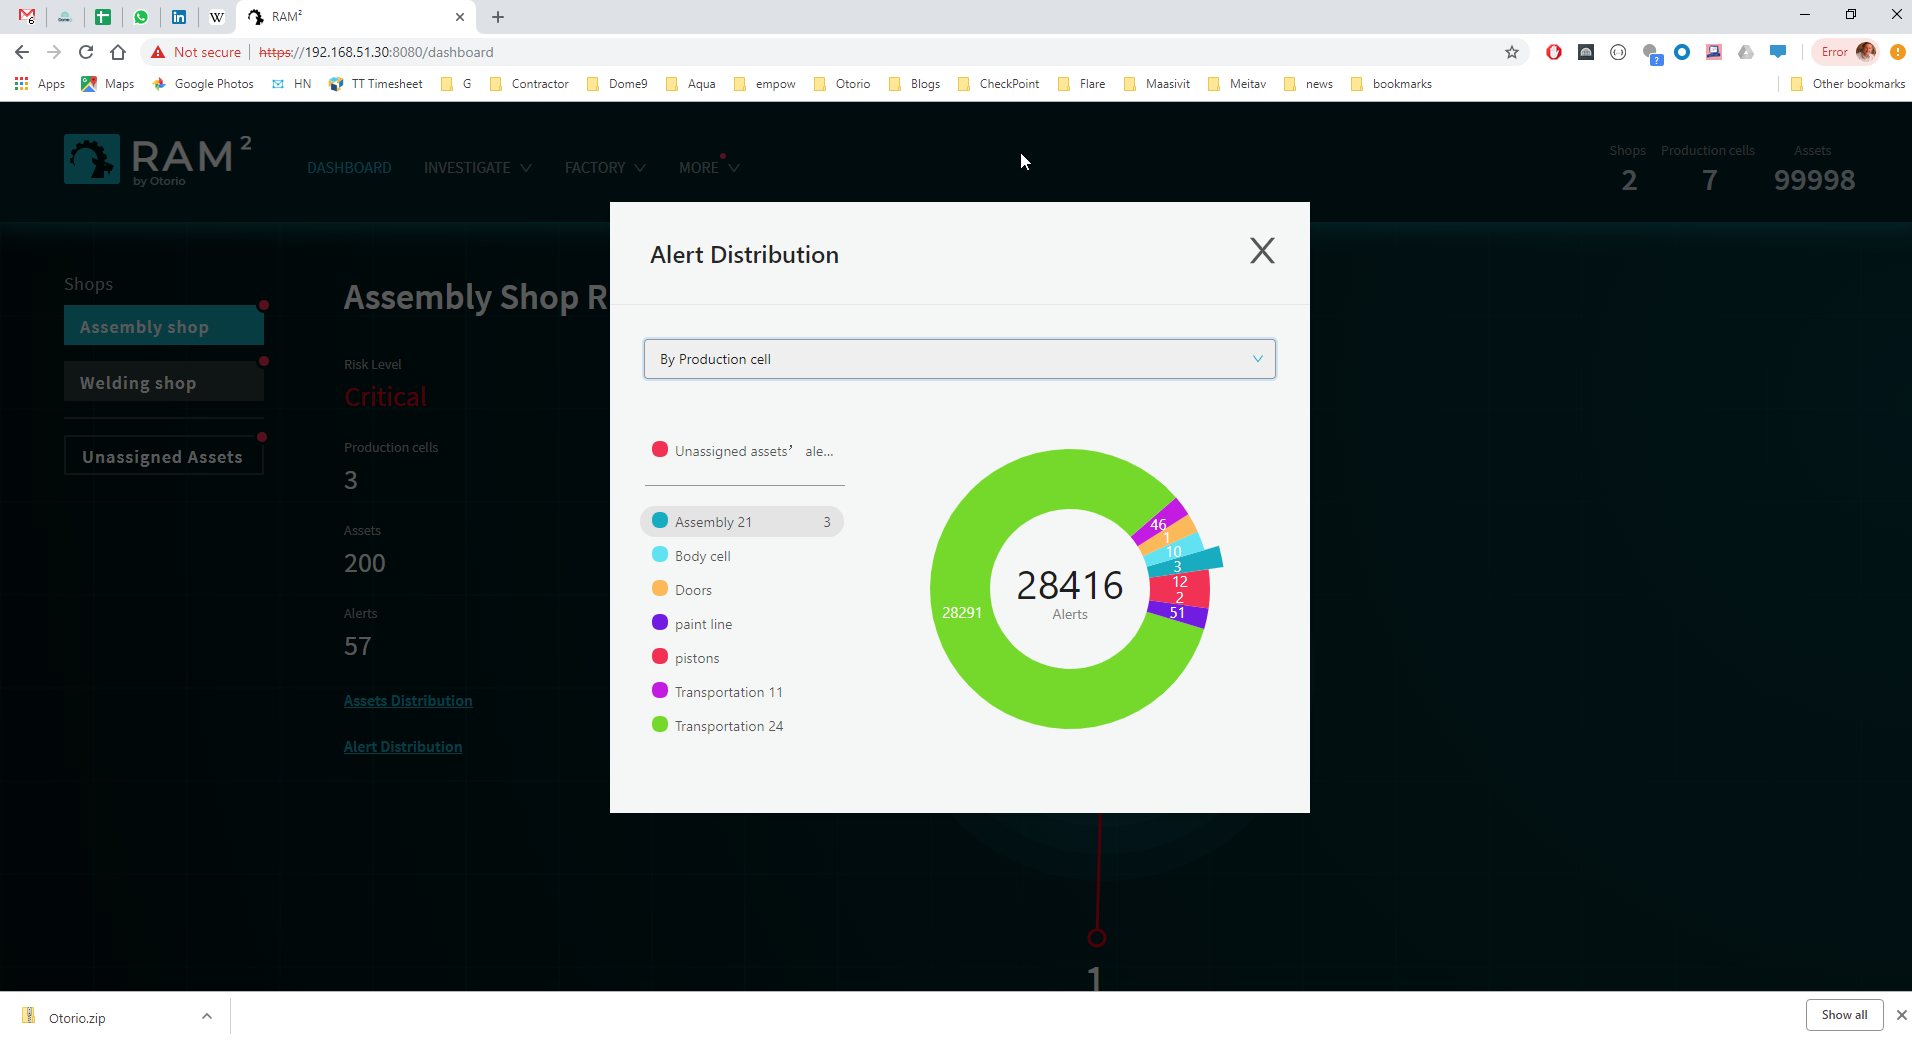 6
W
RAM²
Not secure
https://192.168.51.30:8080/dashboard
?
Error
Apps
Maps
Google Photos
HN
TT Timesheet
G
Contractor
Dome9
Aqua
empow
Otorio
Blogs
CheckPoint
Flare
Maasivit
Meitav
news
bookmarks
Other bookmarks
RAM²
by Otorio
DASHBOARD
INVESTIGATE
FACTORY
MORE
Shops
Production cells
Assets
2
7
99998
Shops
Assembly shop
Welding shop
Unassigned Assets
Assembly Shop R
Risk Level
Critical
Production cells
3
Assets
200
Alerts
57
Assets Distribution
Alert Distribution
Alert Distribution
X
By Production cell
Unassigned assets’ ale...
Assembly 21 3
Body cell
Doors
paint line
pistons
Transportation 11
Transportation 24
46
1
10
3
12
2
51
28291
28416
Alerts
1
Otorio.zip
Show all